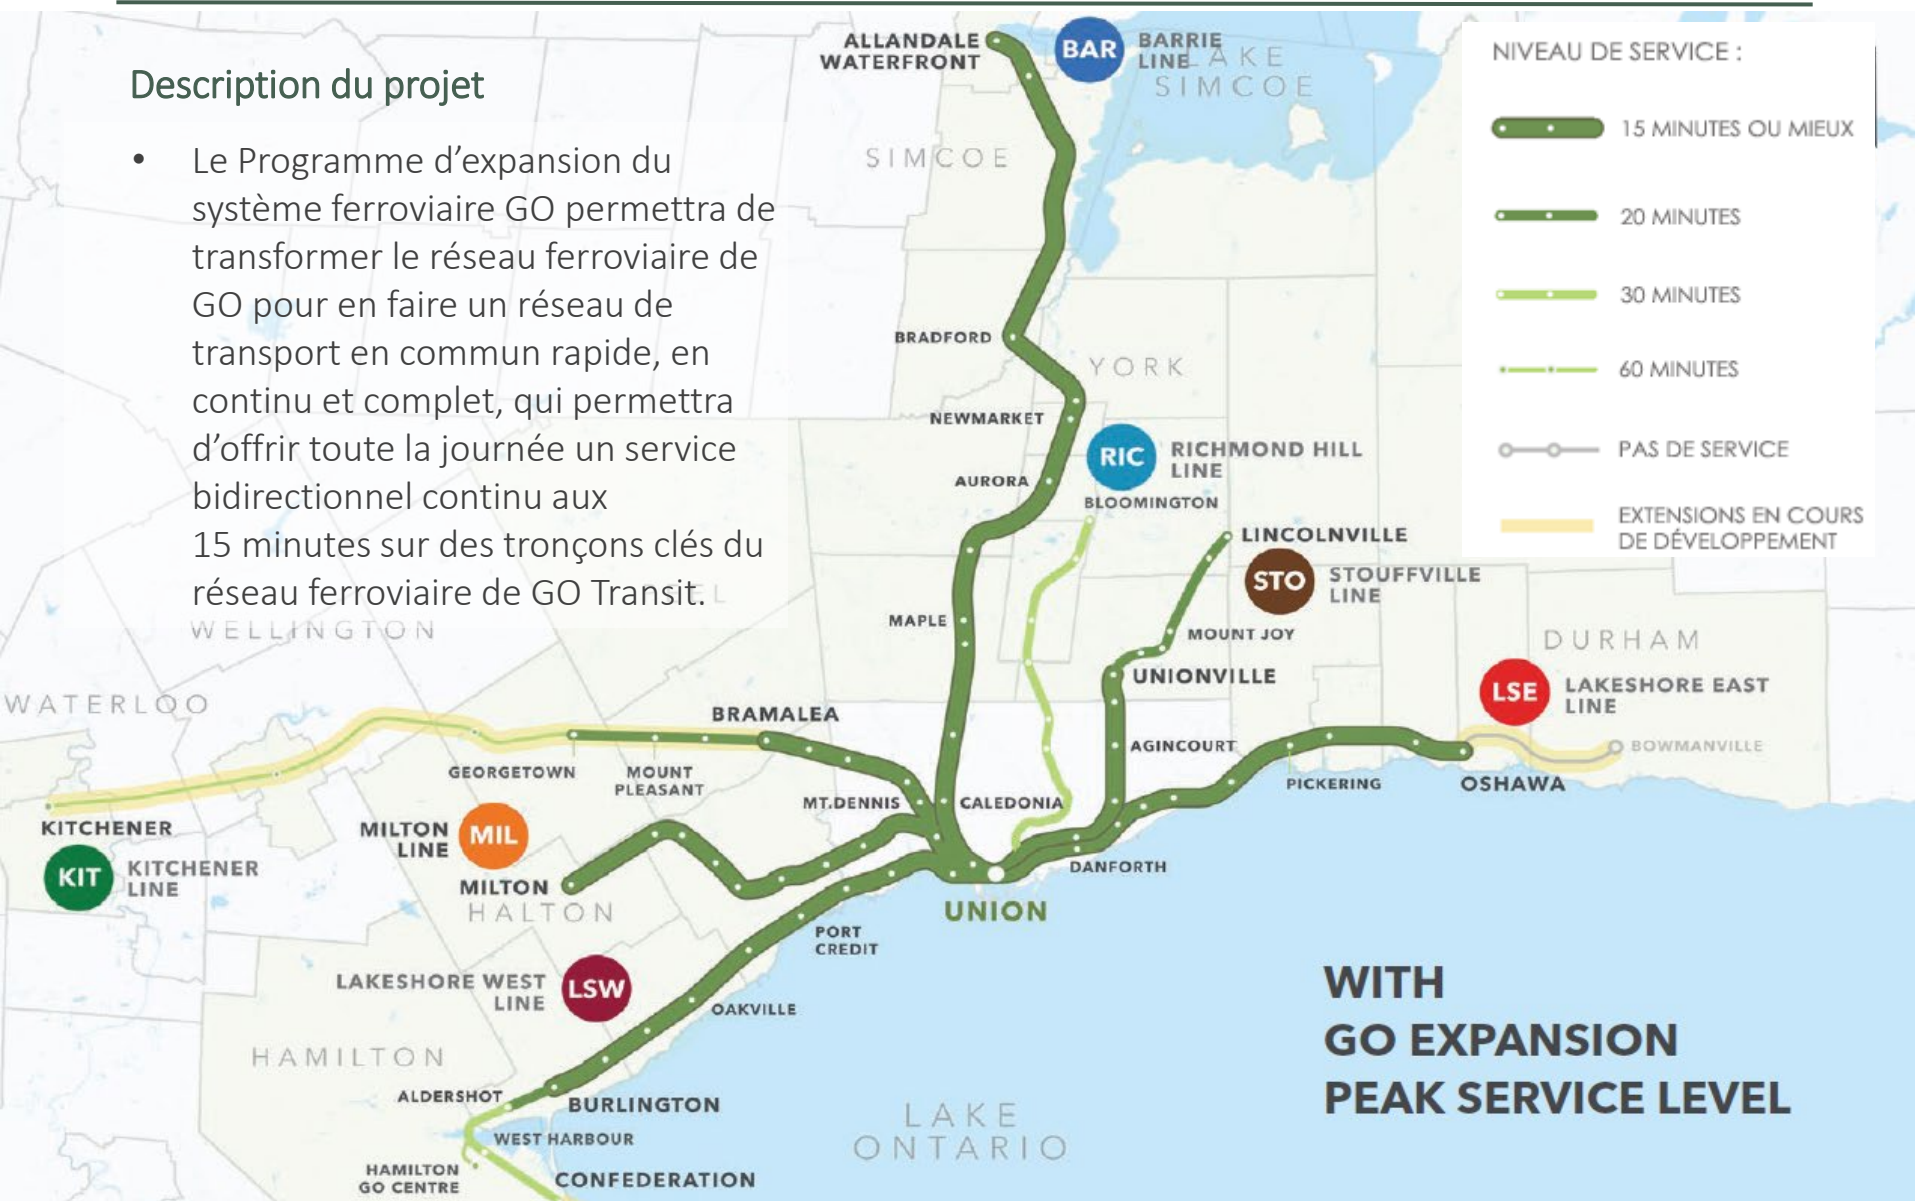 Description du projet
• Le Programme d’expansion du
système ferroviaire GO permettra de
transformer le réseau ferroviaire de
GO pour en faire un réseau de
transport en commun rapide, en
continu et complet, qui permettra
d’offrir toute la journée un service
bidirectionnel continu aux
15 minutes sur des tronçons clés du
réseau ferroviaire de GO Transit.
NIVEAU DE SERVICE :
15 MINUTES OU MIEUX
20 MINUTES
30 MINUTES
60 MINUTES
PAS DE SERVICE
EXTENSIONS EN COURS
DE DÉVELOPPEMENT
ALLANDALE
WATERFRONT
BAR
BARRIE
LINE
LAKE
SIMCOE
SIMCOE
BRADFORD
YORK
NEWMARKET
AURORA
RIC
RICHMOND HILL
LINE
BLOOMINGTON
LINCOLNVILLE
STO
STOUFFVILLE
LINE
MAPLE
MOUNT JOY
UNIONVILLE
DURHAM
LSE
LAKESHORE EAST
LINE
AGINCOURT
BOWMANVILLE
PICKERING
OSHAWA
WELLINGTON
WATERLOO
BRAMALEA
GEORGETOWN
MOUNT
PLEASANT
MT.DENNIS
CALEDONIA
KITCHENER
KIT
KITCHENER
LINE
MILTON
LINE
MIL
MILTON
HALTON
DANFORTH
UNION
PORT
CREDIT
LAKESHORE WEST
LINE
LSW
OAKVILLE
HAMILTON
ALDERSHOT
BURLINGTON
WEST HARBOUR
HAMILTON
GO CENTRE
CONFEDERATION
LAKE
ONTARIO
WITH
GO EXPANSION
PEAK SERVICE LEVEL